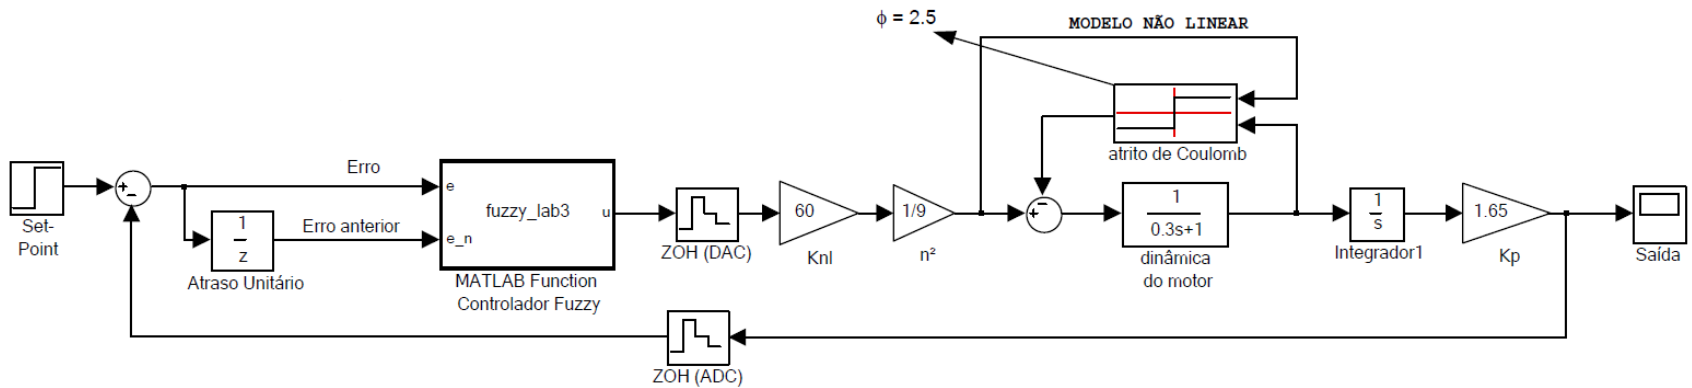 ϕ = 2.5
MODELO NÃO LINEAR
atrito de Coulomb
Set-
Point
+
-
Erro
1
z
Atraso Unitário
Erro anterior
e
e_n
fuzzy_lab3
u
MATLAB Function
Controlador Fuzzy
ZOH (DAC)
60
Knl
1/9
n²
+
-
1
0.3s+1
dinâmica
do motor
1
s
Integrador1
1.65
Kp
Saída
ZOH (ADC)